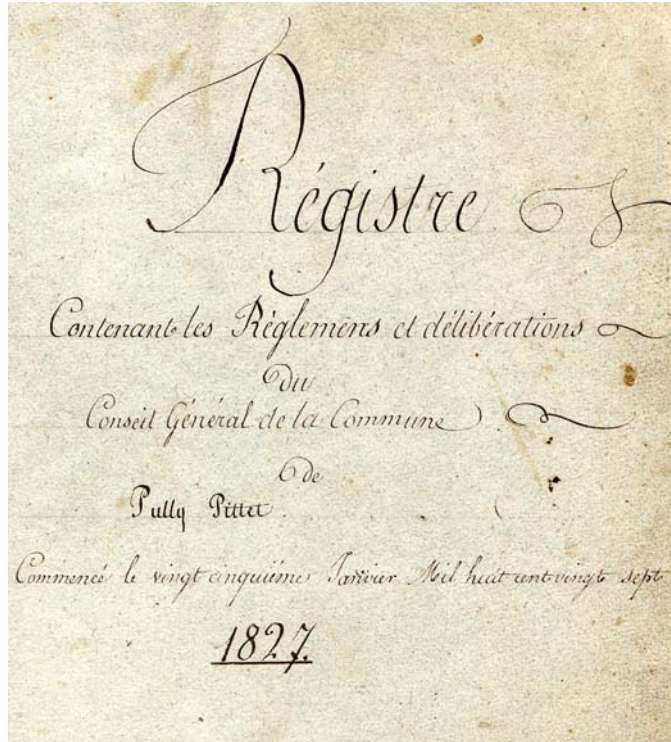 Régistre
Contenant les Réglemens et délibérations
du
Conseil Général de la Commune
de
Pully Pittet
Commencé le vingt cinquiéme Janvier Mil huit cent vingt sept
1827.